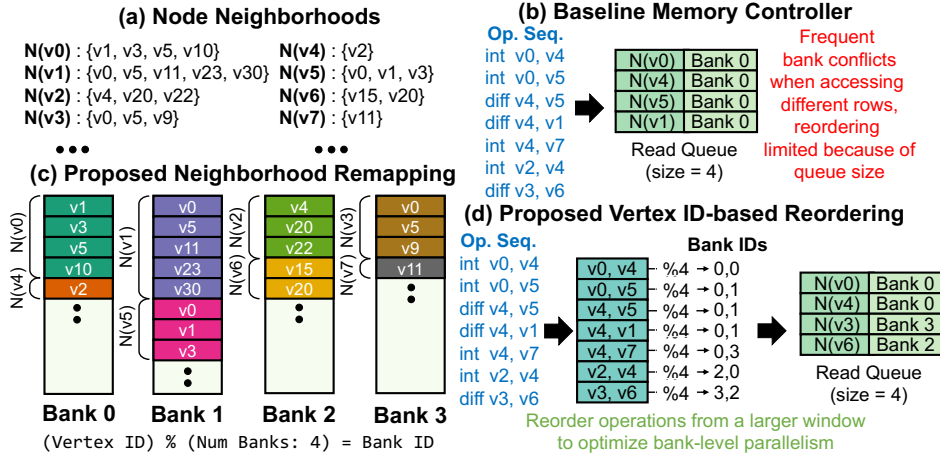 (a) Node Neighborhoods
N(v0) : {v1, v3, v5, v10}
N(v1) : {v0, v5, v11, v23, v30}
N(v2) : {v4, v20, v22}
N(v3) : {v0, v5, v9}
N(v4) : {v2}
N(v5) : {v0, v1, v3}
N(v6) : {v15, v20}
N(v7) : {v11}
(b) Baseline Memory Controller
Op. Seq.
int v0, v4
int v0, v5
diff v4, v5
diff v4, v1
int v4, v7
int v2, v4
diff v3, v6
N(v0) Bank 0
N(v4) Bank 0
N(v5) Bank 0
N(v1) Bank 0
Read Queue
(size = 4)
Frequent
bank conflicts
when accessing
different rows,
reordering
limited because of
queue size
(c) Proposed Neighborhood Remapping
N(v0)
N(v4)
v1
v3
v5
v10
v2
Bank 0
N(v1)
N(v5)
v0
v5
v11
v23
v30
v0
v1
v3
Bank 1
N(v2)
N(v6)
v4
v20
v22
v15
v20
Bank 2
N(v3)
N(v7)
v0
v5
v9
v11
Bank 3
(Vertex ID) % (Num Banks: 4) = Bank ID
(d) Proposed Vertex ID-based Reordering
Op. Seq.
int v0, v4
int v0, v5
diff v4, v5
diff v4, v1
int v4, v7
int v2, v4
diff v3, v6
Bank IDs
v0, v4 %4 → 0,0
v0, v5 %4 → 0,1
v4, v5 %4 → 0,1
v4, v1 %4 → 0,1
v4, v7 %4 → 0,3
v2, v4 %4 → 2,0
v3, v6 %4 → 3,2
N(v0) Bank 0
N(v4) Bank 0
N(v3) Bank 3
N(v6) Bank 2
Read Queue
(size = 4)
Reorder operations from a larger window
to optimize bank-level parallelism